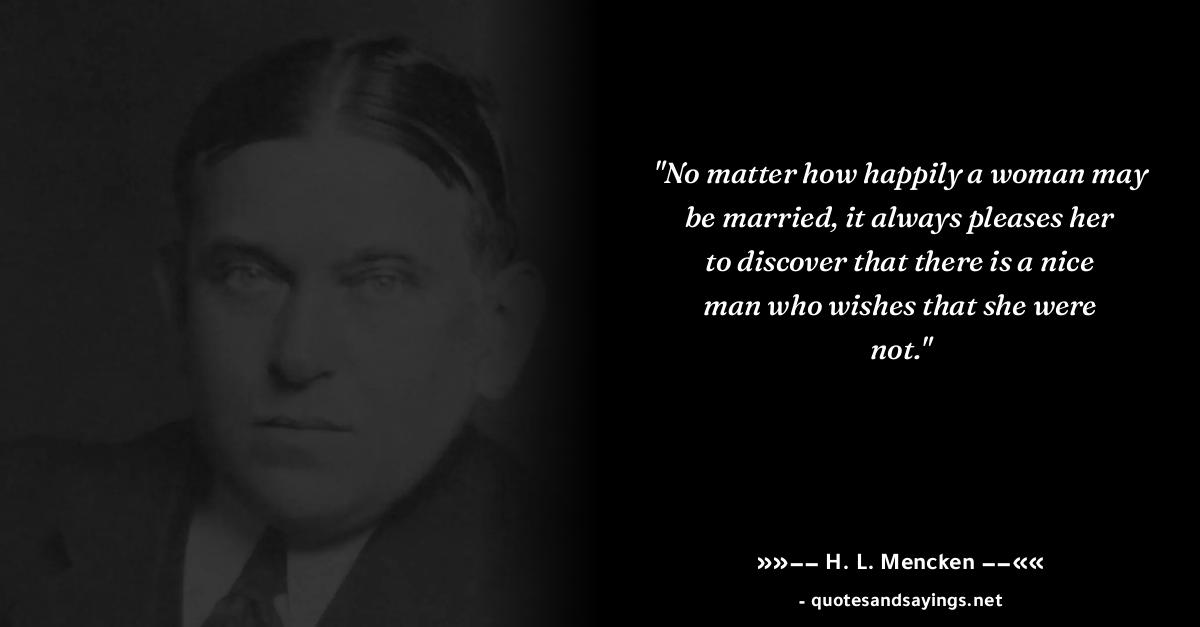 "No matter how happily a woman may
be married, it always pleases her
to discover that there is a nice
man who wishes that she were
not."
»»–– H. L. Mencken ––««
- quotesandsayings.net